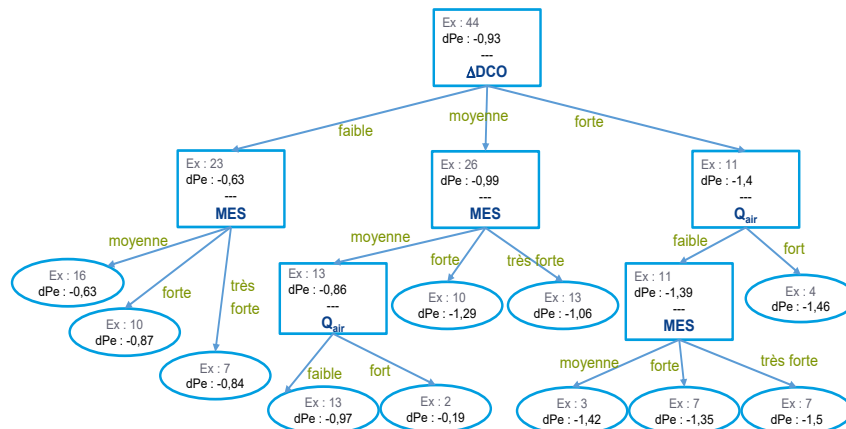 Ex : 44
dPe : -0,93
---
ΔDCO
faible
moyenne
forte
Ex : 23
dPe : -0,63
---
MES
Ex : 26
dPe : -0,99
---
MES
Ex : 11
dPe : -1,4
---
Qair
moyenne
forte
très
forte
moyenne
forte
très forte
faible
fort
Ex : 16
dPe : -0,63
Ex : 10
dPe : -0,87
Ex : 7
dPe : -0,84
Ex : 13
dPe : -0,86
---
Qair
Ex : 10
dPe : -1,29
Ex : 13
dPe : -1,06
Ex : 11
dPe : -1,39
---
MES
Ex : 4
dPe : -1,46
faible
fort
moyenne
forte
très forte
Ex : 13
dPe : -0,97
Ex : 2
dPe : -0,19
Ex : 3
dPe : -1,42
Ex : 7
dPe : -1,35
Ex : 7
dPe : -1,5